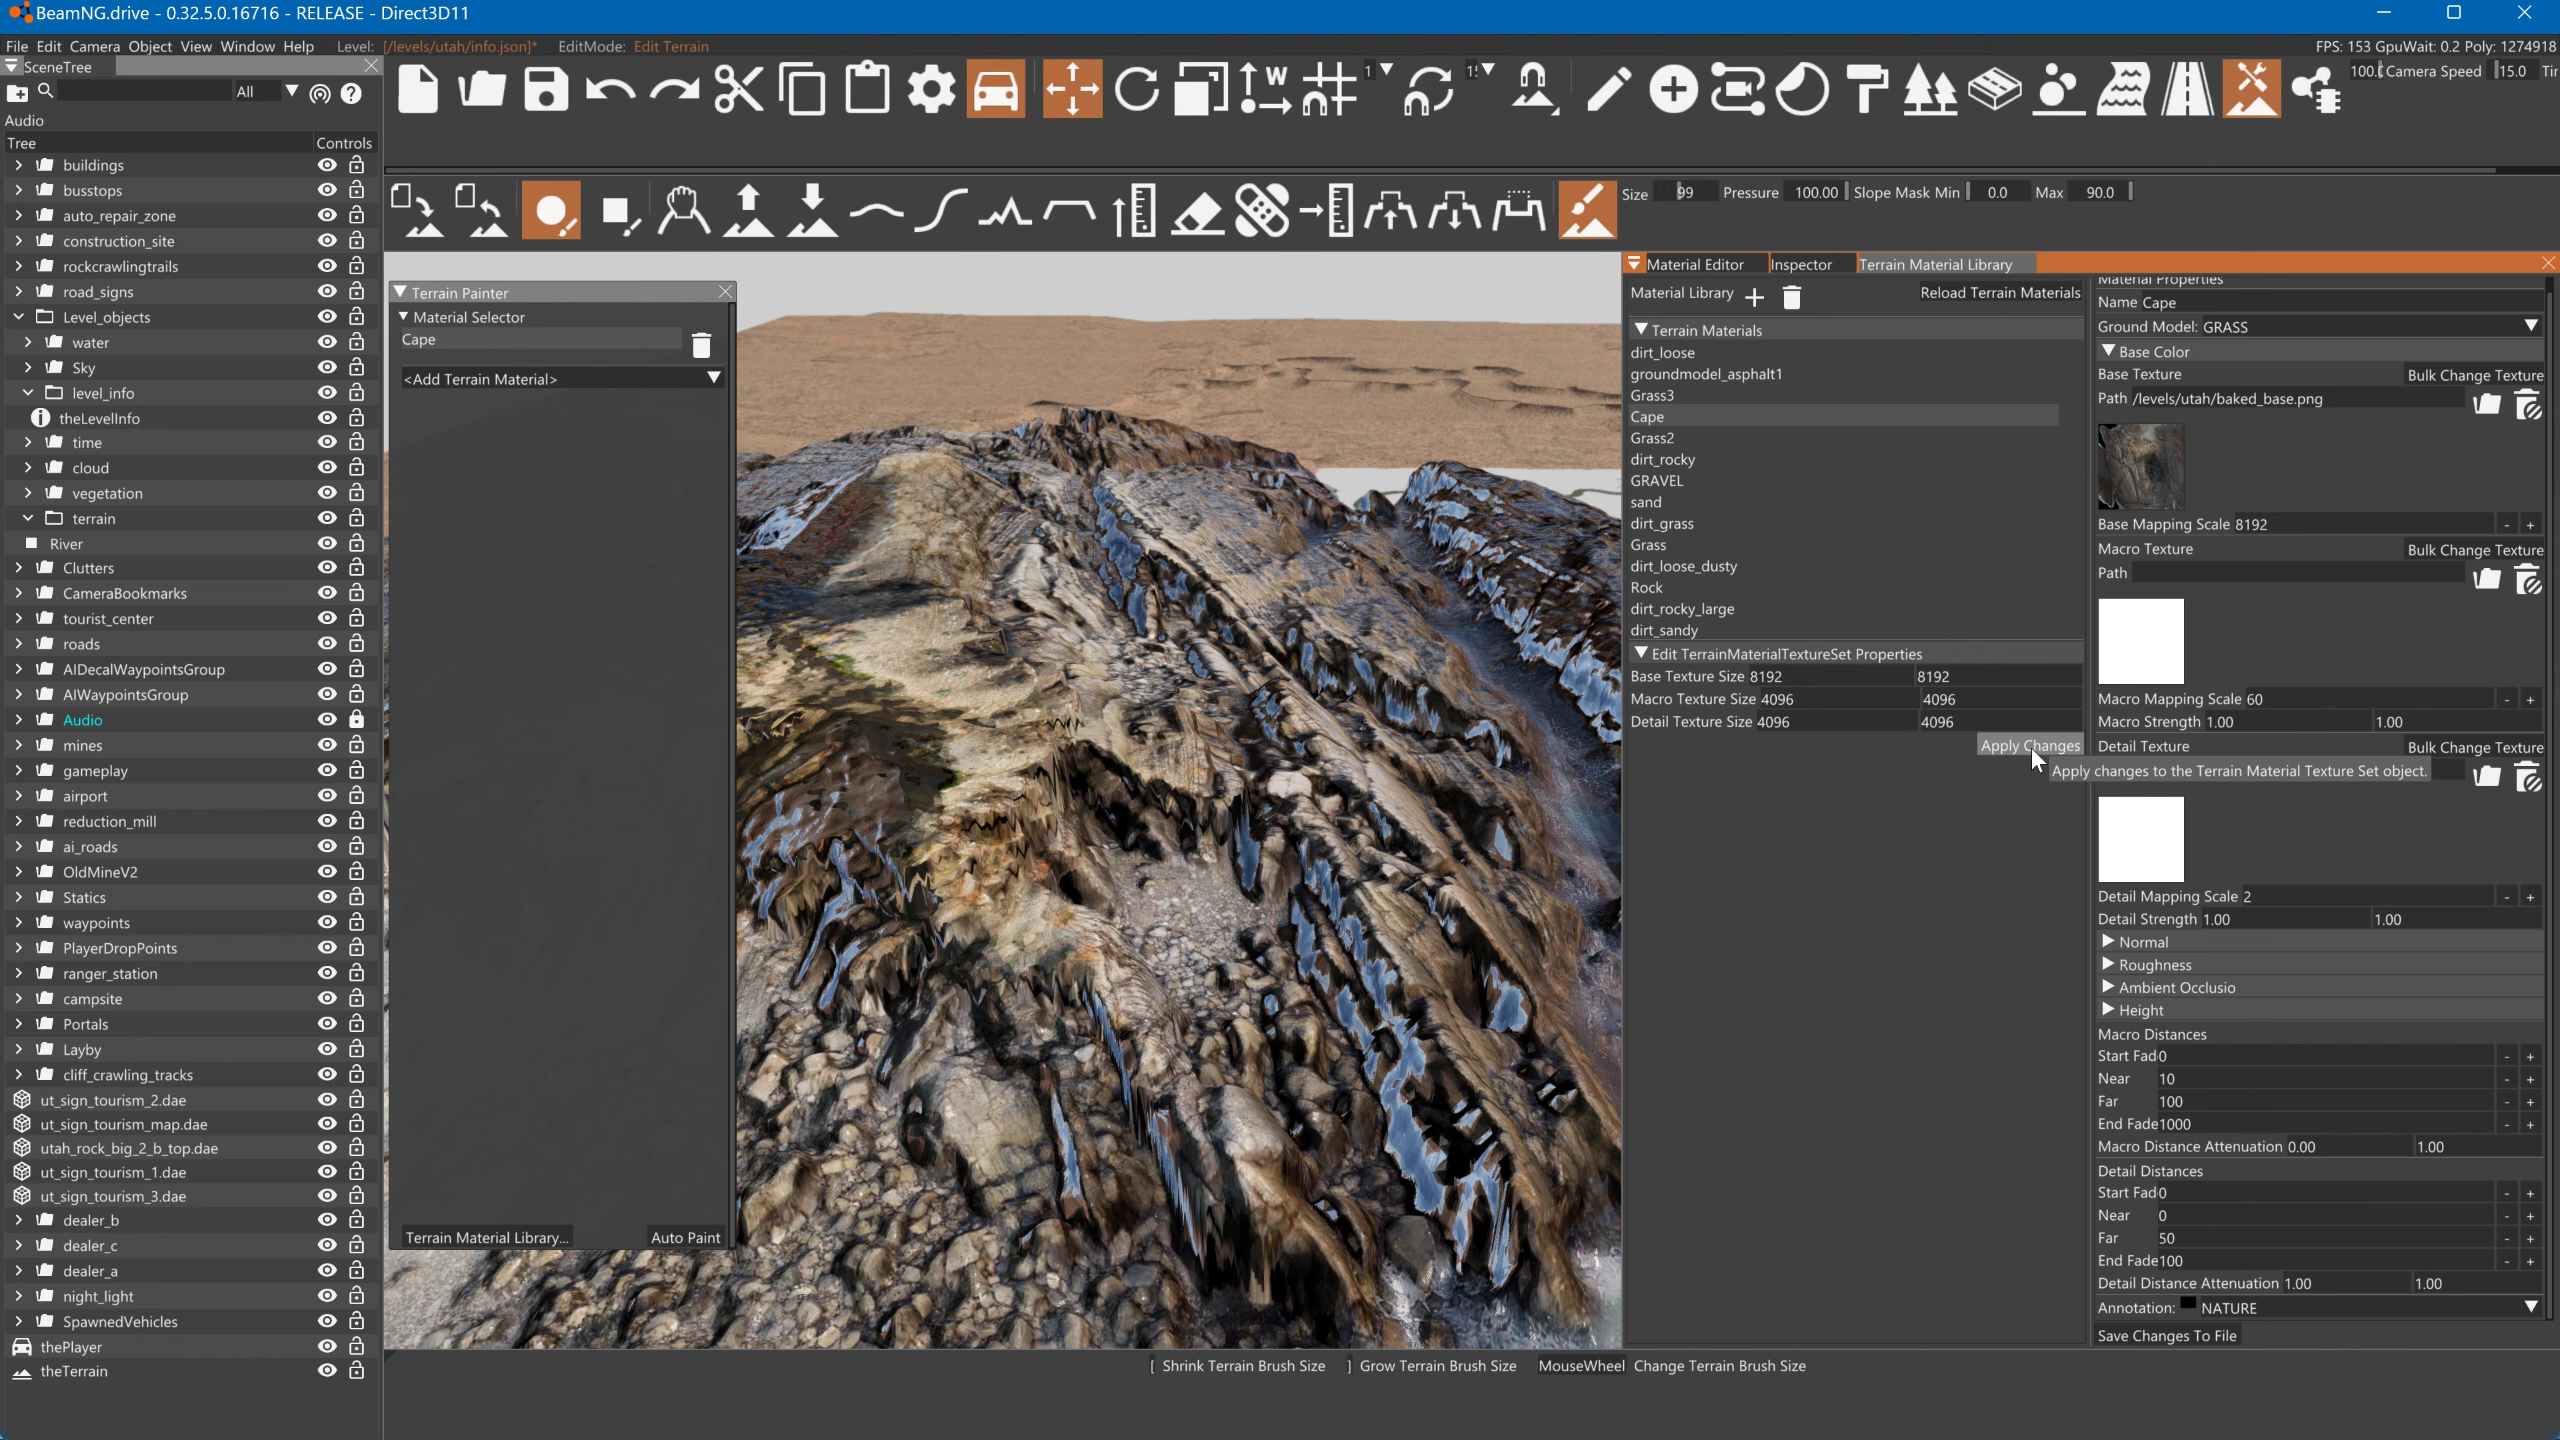 BeamNG.drive - 0.32.5.0.16716 - RELEASE - Direct3D11
File Edit Camera Object View Window Help Level: [/levels/utah/info.json]* EditMode: Edit Terrain
FPS: 153 GpuWait: 0.2 Poly: 1274918
SceneTree
All
Audio
Tree Controls
buildings
busstops
auto_repair_zone
construction_site
rockcrawlingtrails
road_signs
Level_objects
water
Sky
level_info
theLevelInfo
time
cloud
vegetation
terrain
River
Clutters
CameraBookmarks
tourist_center
roads
AIDecalWaypointsGroup
AIWaypointsGroup
Audio
mines
gameplay
airport
reduction_mill
ai_roads
OldMineV2
Statics
waypoints
PlayerDropPoints
ranger_station
campsite
Portals
Layby
cliff_crawling_tracks
ut_sign_tourism_2.dae
ut_sign_tourism_map.dae
utah_rock_big_2_b_top.dae
ut_sign_tourism_1.dae
ut_sign_tourism_3.dae
dealer_b
dealer_c
dealer_a
night_light
SpawnedVehicles
thePlayer
theTerrain
W
1
Camera Speed 15.0
Size 99 Pressure 100.00 Slope Mask Min 0.0 Max 90.0
Terrain Painter
Material Selector
Cape
<Add Terrain Material>
Terrain Material Library... Auto Paint
Material Editor Inspector Terrain Material Library
Material Library Reload Terrain Materials
Terrain Materials
dirt_loose
groundmodel_asphalt1
Grass3
Cape
Grass2
dirt_rocky
GRAVEL
sand
dirt_grass
Grass
dirt_loose_dusty
Rock
dirt_rocky_large
dirt_sandy
Edit TerrainMaterialTextureSet Properties
Base Texture Size 8192 8192
Macro Texture Size 4096 4096
Detail Texture Size 4096 4096
Apply Changes
Apply changes to the Terrain Material Texture Set object.
Material Properties
Name Cape
Ground Model: GRASS
Base Color
Base Texture Bulk Change Texture
Path /levels/utah/baked_base.png
Base Mapping Scale 8192 - +
Macro Texture Bulk Change Texture
Path
Macro Mapping Scale 60 - +
Macro Strength 1.00 1.00
Detail Texture Bulk Change Texture
Detail Mapping Scale 2 - +
Detail Strength 1.00 1.00
Normal
Roughness
Ambient Occlusio
Height
Macro Distances
Start Fad 0 - +
Near 10 - +
Far 100 - +
End Fade 1000 - +
Macro Distance Attenuation 0.00 1.00
Detail Distances
Start Fad 0 - +
Near 0 - +
Far 50 - +
End Fade 100 - +
Detail Distance Attenuation 1.00 1.00
Annotation: NATURE
Save Changes To File
[ Shrink Terrain Brush Size ] Grow Terrain Brush Size MouseWheel Change Terrain Brush Size